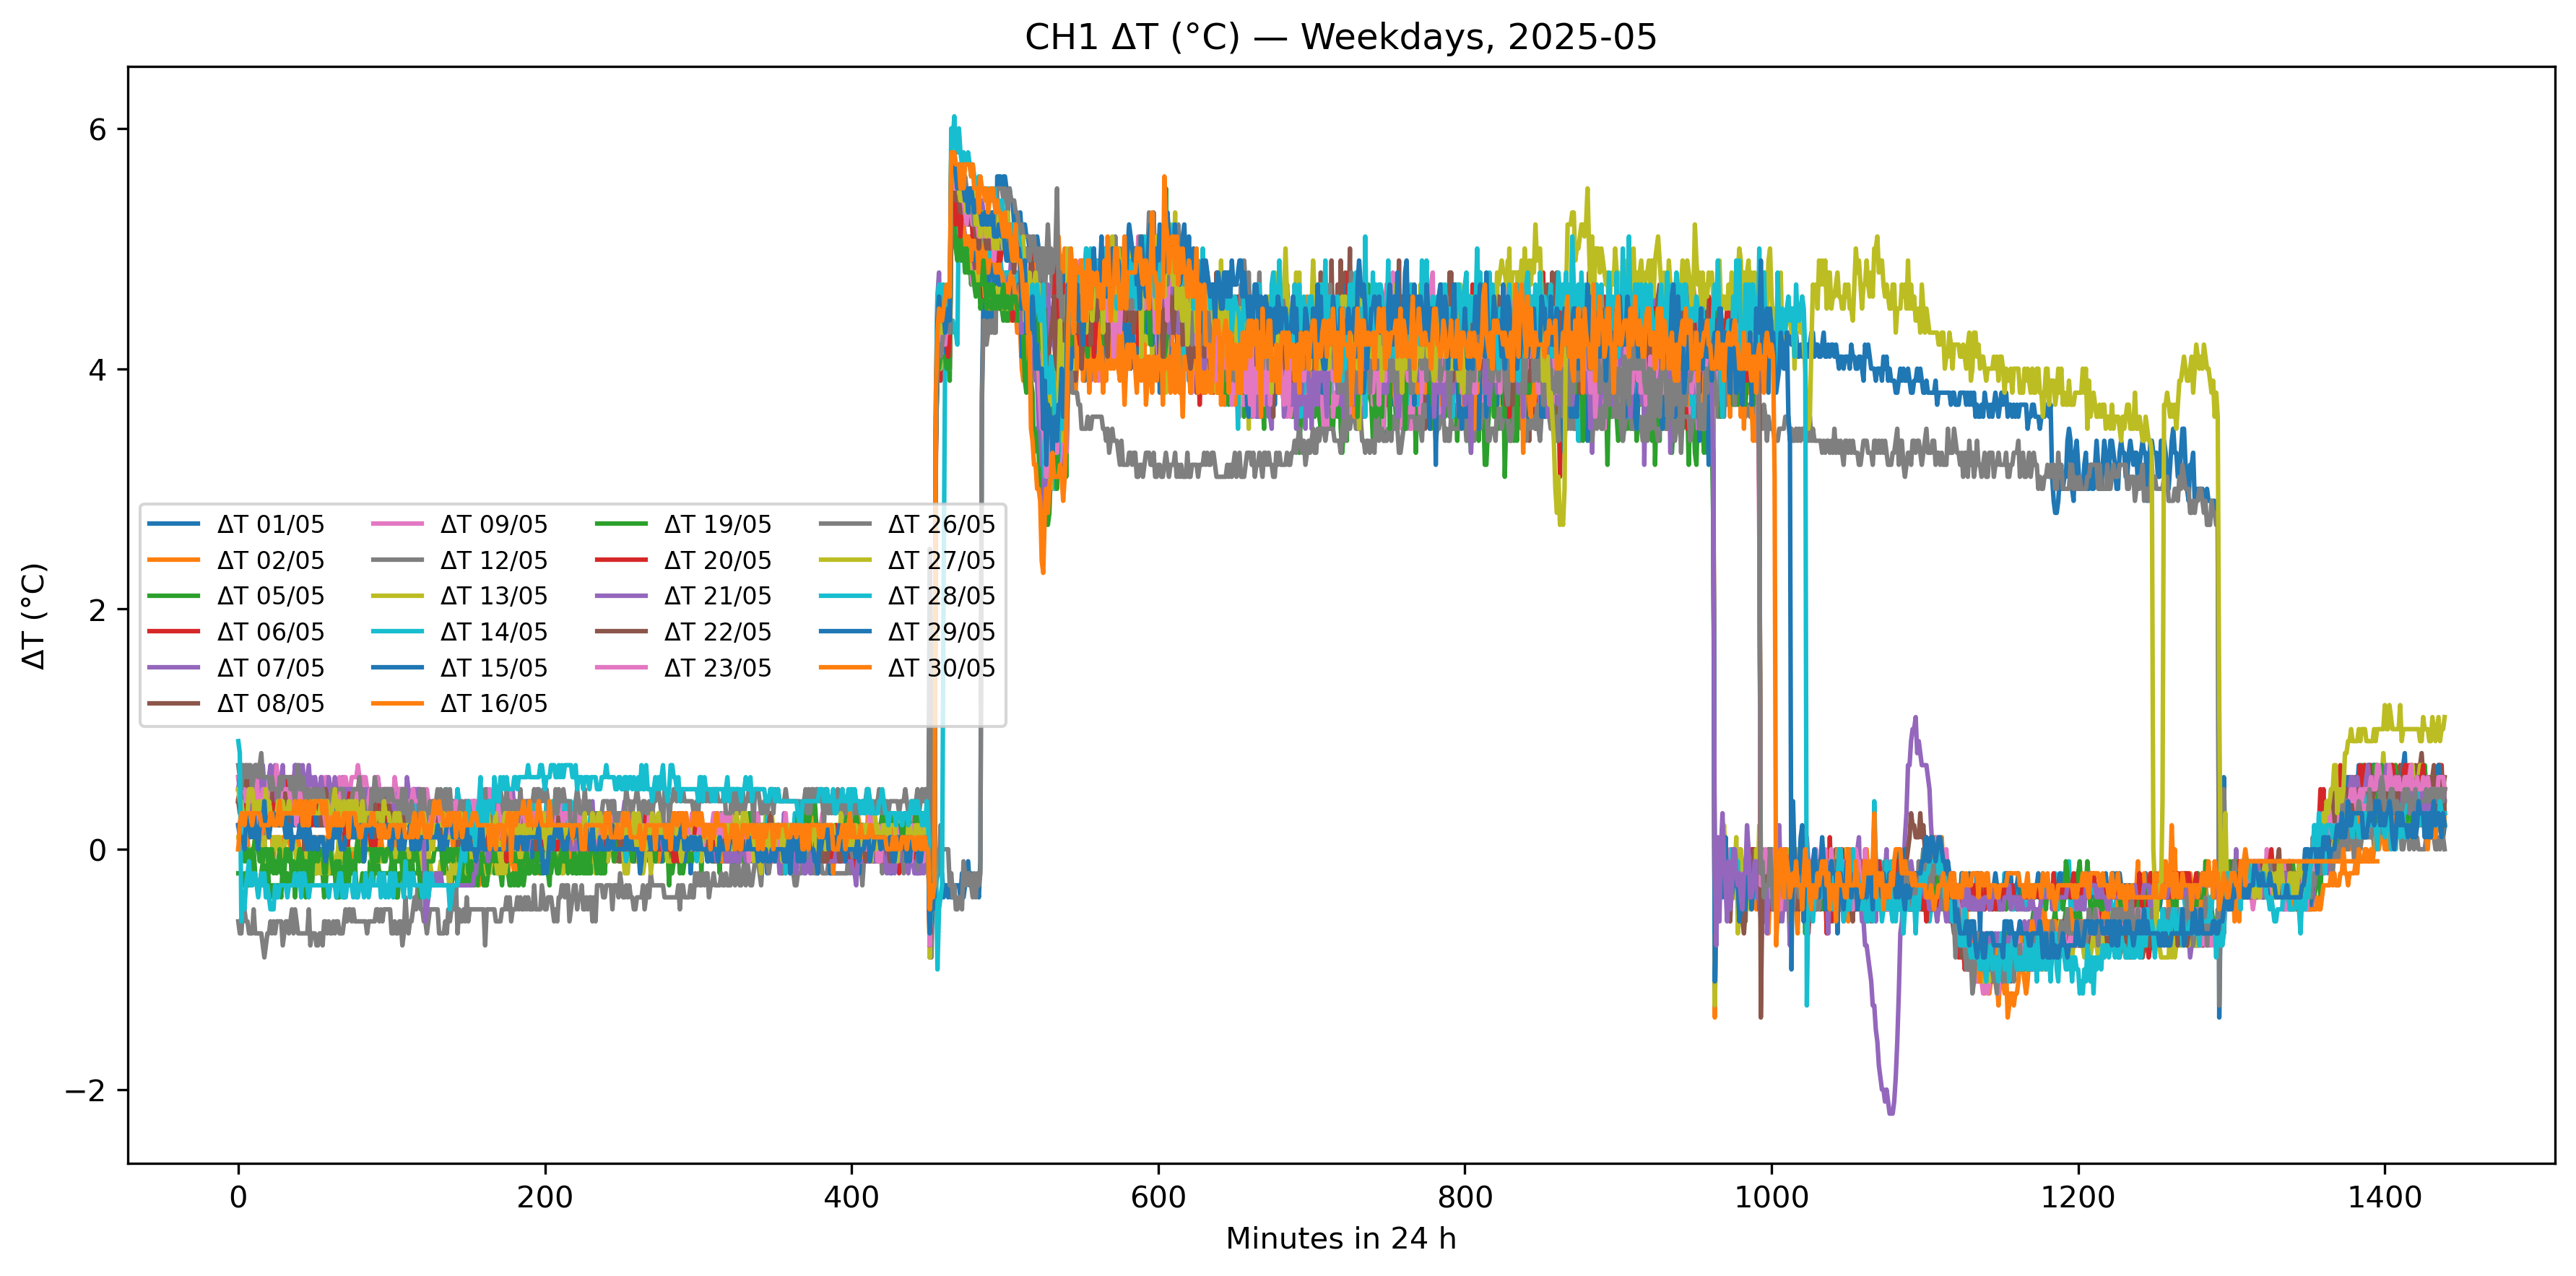 CH1 ΔT (°C) — Weekdays, 2025-05
ΔT (°C)
6
4
2
0
−2
ΔT 01/05
ΔT 02/05
ΔT 05/05
ΔT 06/05
ΔT 07/05
ΔT 08/05
ΔT 09/05
ΔT 12/05
ΔT 13/05
ΔT 14/05
ΔT 15/05
ΔT 16/05
ΔT 19/05
ΔT 20/05
ΔT 21/05
ΔT 22/05
ΔT 23/05
ΔT 26/05
ΔT 27/05
ΔT 28/05
ΔT 29/05
ΔT 30/05
0 200 400 600 800 1000 1200 1400
Minutes in 24 h